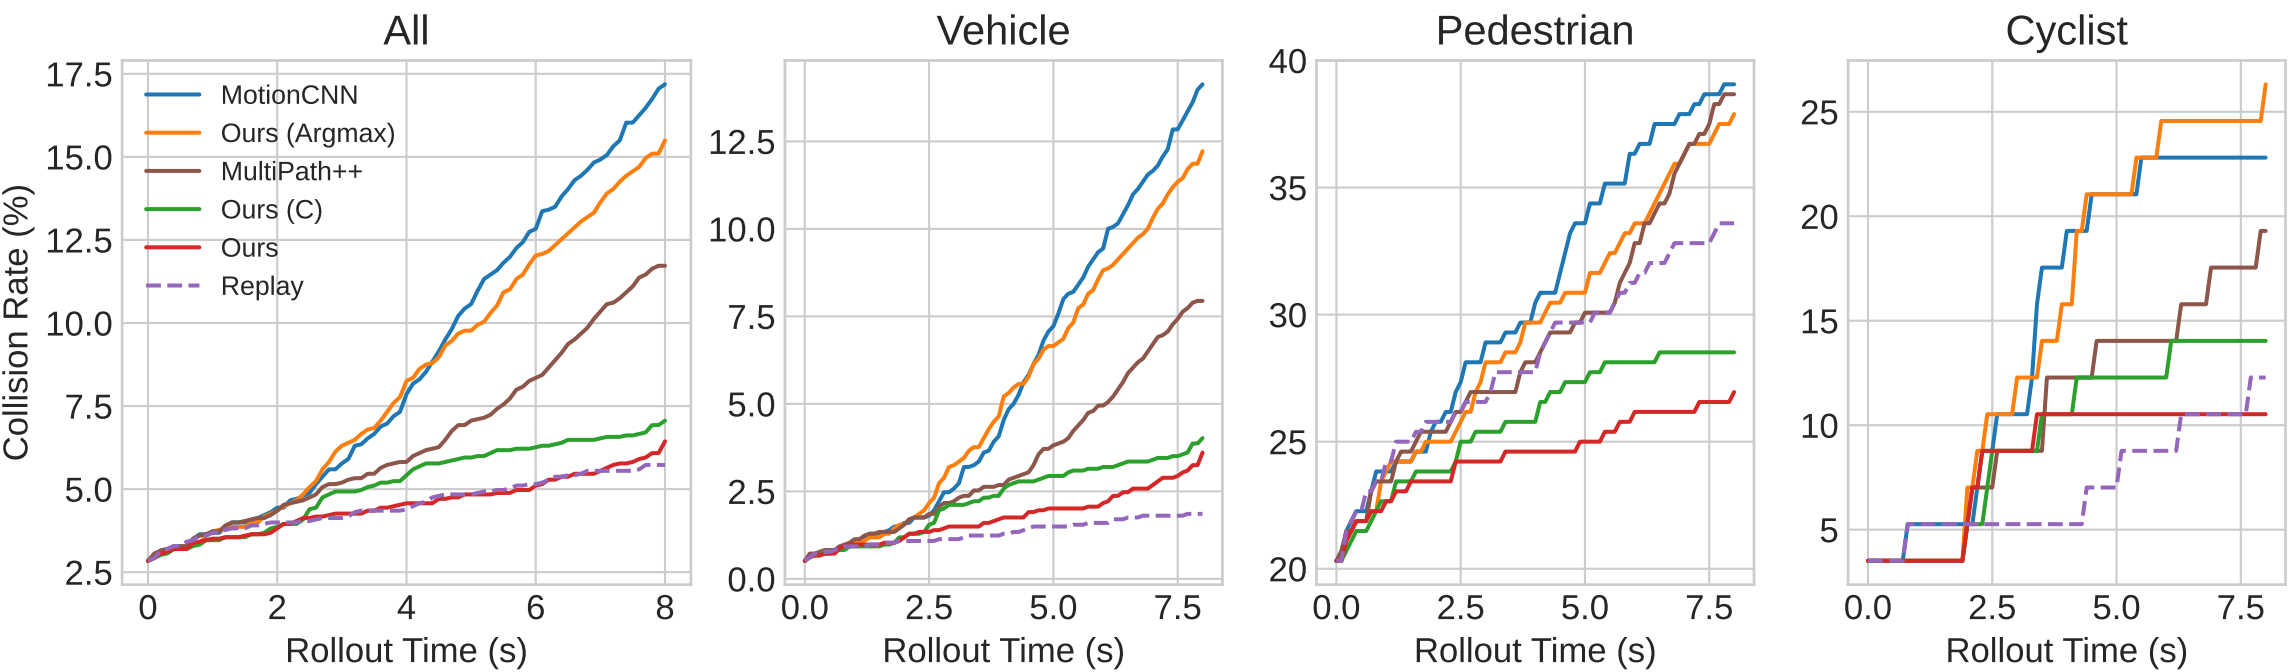 All
Vehicle
Pedestrian
Cyclist
Collision Rate (%)
17.5
15.0
12.5
10.0
7.5
5.0
2.5
MotionCNN
Ours (Argmax)
MultiPath++
Ours (C)
Ours
Replay
0 2 4 6 8
Rollout Time (s)
12.5
10.0
7.5
5.0
2.5
0.0
0.0 2.5 5.0 7.5
Rollout Time (s)
40
35
30
25
20
0.0 2.5 5.0 7.5
Rollout Time (s)
25
20
15
10
5
0.0 2.5 5.0 7.5
Rollout Time (s)